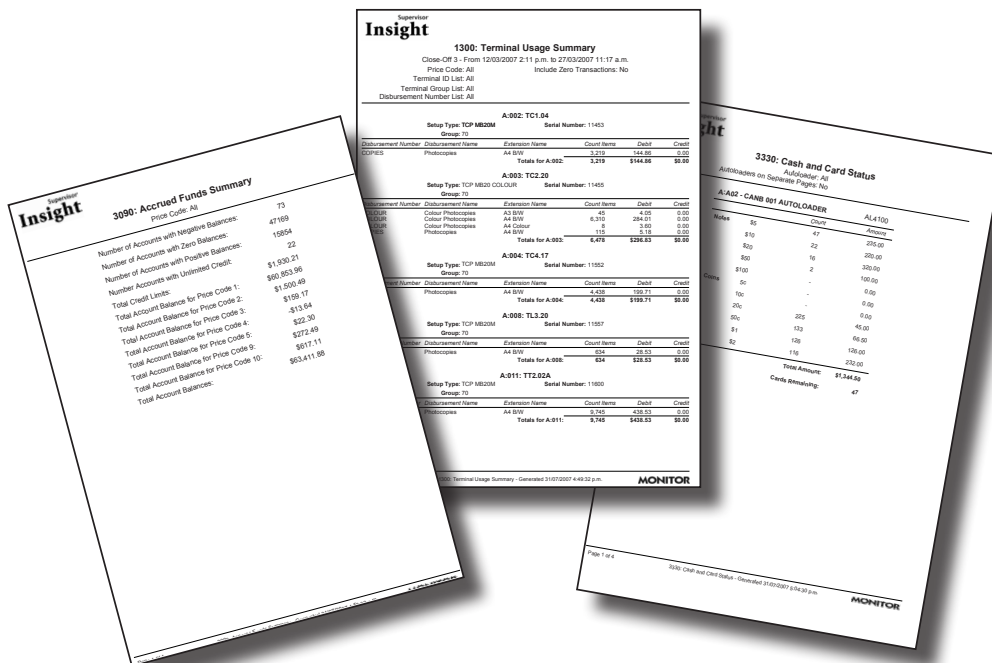 Supervisor
Insight
3090: Accrued Funds Summary
Price Code: All
Number of Accounts with Negative Balances: 73
Number of Accounts with Zero Balances: 47169
Number of Accounts with Positive Balances: 15854
Number Accounts with Unlimited Credit: 22
Total Credit Limits: $1,930.21
Total Account Balance for Price Code 1: $60,853.96
Total Account Balance for Price Code 2: $1,500.49
Total Account Balance for Price Code 3: $159.17
Total Account Balance for Price Code 4: -$13.64
Total Account Balance for Price Code 5: $22.30
Total Account Balance for Price Code 9: $272.49
Total Account Balance for Price Code 10: $617.11
Total Account Balances: $63,411.88
Supervisor
Insight
1300: Terminal Usage Summary
Close-Off 3 - From 12/03/2007 2:11 p.m. to 27/03/2007 11:17 a.m.
Price Code: All Include Zero Transactions: No
Terminal ID List: All
Terminal Group List: All
Disbursement Number List: All
A:002: TC1.04
Setup Type: TCP MB20M Serial Number: 11453
Group: 70
Disbursement Number Disbursement Name Extension Name Count Items Debit Credit
COPIES Photocopies A4 B/W 3,219 144.86 0.00
Totals for A:002: 3,219 $144.86 $0.00
A:003: TC2.20
Setup Type: TCP MB20 COLOUR Serial Number: 11455
Group: 70
Number Disbursement Name Extension Name Count Items Debit Credit
OLOUR Colour Photocopies A3 B/W 45 4.05 0.00
LOUR Colour Photocopies A4 B/W 6,310 284.01 0.00
OUR Colour Photocopies A4 Colour 8 3.60 0.00
IES Photocopies A4 B/W 115 5.18 0.00
Totals for A:003: 6,478 $296.83 $0.00
A:004: TC4.17
Setup Type: TCP MB20M Serial Number: 11552
Group: 70
Number Disbursement Name Extension Name Count Items Debit Credit
Photocopies A4 B/W 4,438 199.71 0.00
Totals for A:004: 4,438 $199.71 $0.00
A:008: TL3.20
Setup Type: TCP MB20M Serial Number: 11557
Group: 70
Disbursement Name Extension Name Count Items Debit Credit
Photocopies A4 B/W 634 28.53 0.00
Totals for A:008: 634 $28.53 $0.00
A:011: TT2.02A
Setup Type: TCP MB20M Serial Number: 11600
Group: 70
Disbursement Name Extension Name Count Items Debit Credit
Photocopies A4 B/W 9,745 438.53 0.00
Totals for A:011: 9,745 $438.53 $0.00
1300: Terminal Usage Summary - Generated 31/07/2007 4:49:32 p.m. MONITOR
Supervisor
ght
3330: Cash and Card Status
Autoloader: All
Autoloaders on Separate Pages: No
A:A02 - CANB 001 AUTOLOADER AL4100
Count Amount
Notes $5 47 235.00
$10 22 220.00
$20 16 320.00
$50 2 100.00
$100 - 0.00
Coins 5c - 0.00
10c - 0.00
20c 225 45.00
50c 133 66.50
$1 126 126.00
$2 116 232.00
Total Amount: $1,344.50
Cards Remaining: 47
Page 1 of 4 3330: Cash and Card Status - Generated 31/07/2007 5:04:30 p.m. MONITOR